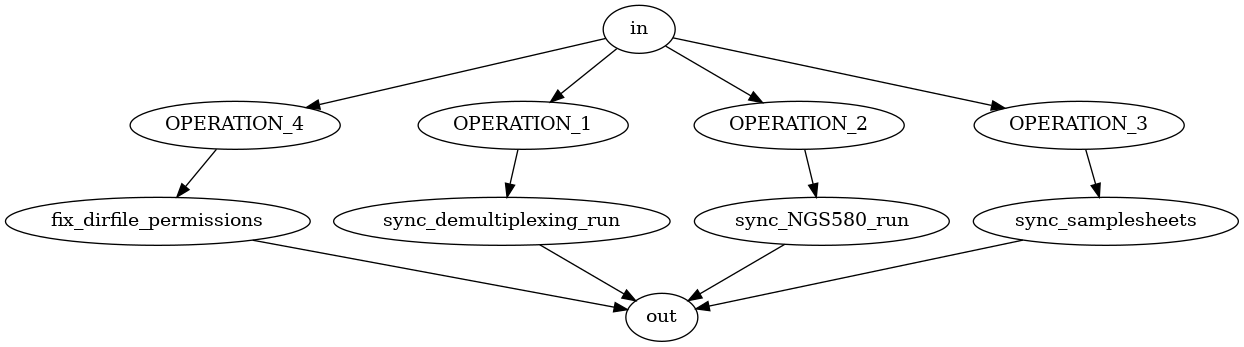 in
OPERATION_4
OPERATION_1
OPERATION_2
OPERATION_3
fix_dirfile_permissions
sync_demultiplexing_run
sync_NGS580_run
sync_samplesheets
out